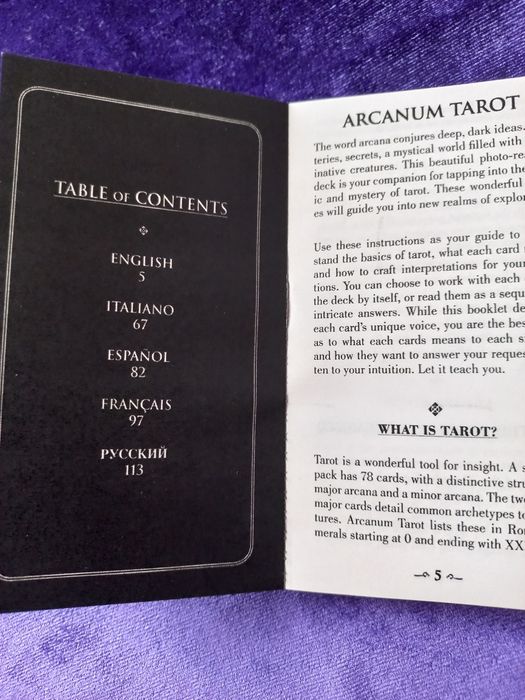 TABLE OF CONTENTS
ENGLISH
5
ITALIANO
67
ESPAÑOL
82
FRANÇAIS
97
РУССКИЙ
113
ARCANUM TAROT
The word arcana conjures deep, dark ideas,
teries, secrets, a mystical world filled with
inative creatures. This beautiful photo-rea
deck is your companion for tapping into the
ic and mystery of tarot. These wonderful
es will guide you into new realms of explor
Use these instructions as your guide to
stand the basics of tarot, what each card
and how to craft interpretations for your
tions. You can choose to work with each
the deck by itself, or read them as a sequ
intricate answers. While this booklet de
each card's unique voice, you are the bes
as to what each cards means to each si
and how they want to answer your reques
ten to your intuition. Let it teach you.
WHAT IS TAROT?
Tarot is a wonderful tool for insight. A s
pack has 78 cards, with a distinctive stru
major arcana and a minor arcana. The tw
major cards detail common archetypes to
tures. Arcanum Tarot lists these in Ro
merals starting at 0 and ending with XX
5